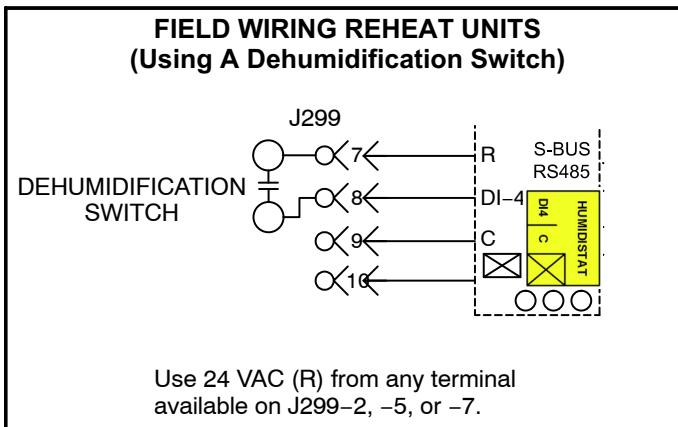 FIELD WIRING REHEAT UNITS
(Using A Dehumidification Switch)
J299
DEHUMIDIFICATION
SWITCH
7
R
8
DI-4
9
C
10
S-BUS
RS485
DI4
C
HUMIDISTAT
Use 24 VAC (R) from any terminal
available on J299−2, −5, or −7.